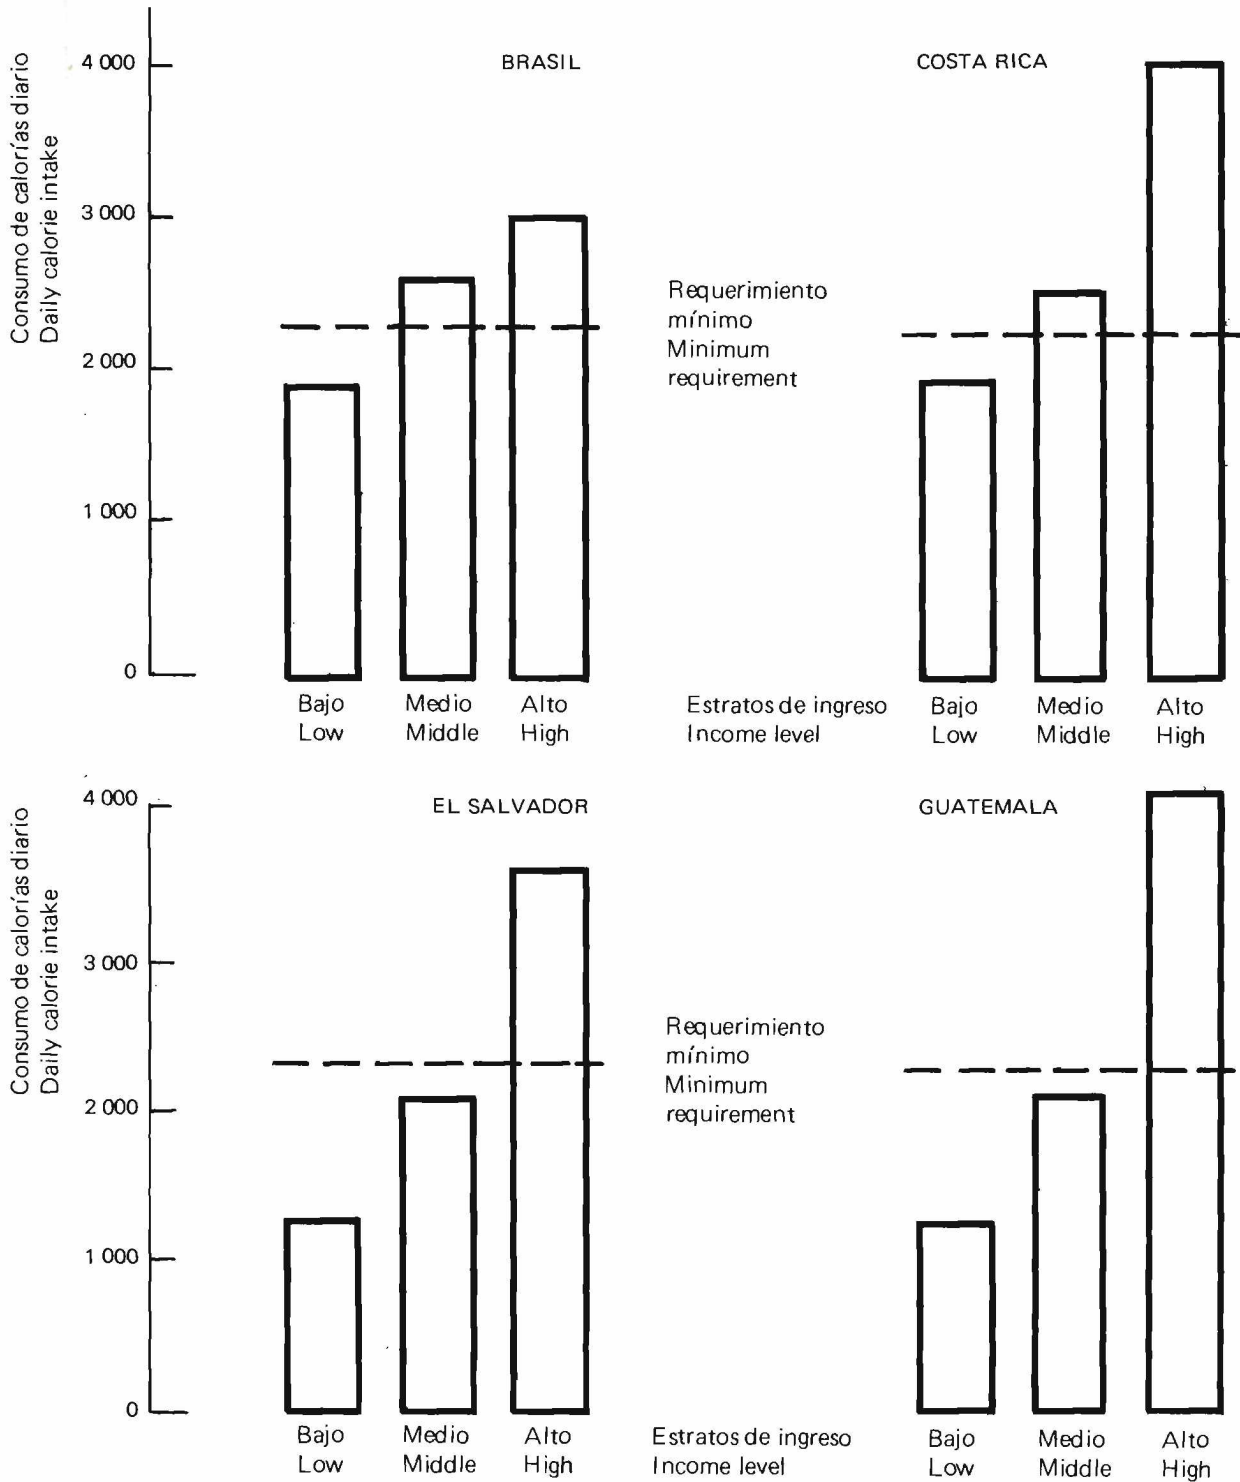 Consumo de calorías diario
Daily calorie intake
4 000
3 000
2 000
1 000
0
BRASIL
COSTA RICA
Requerimiento
mínimo
Minimum
requirement
Bajo
Low
Medio
Middle
Alto
High
Estratos de ingreso
Income level
Bajo
Low
Medio
Middle
Alto
High
Consumo de calorías diario
Daily calorie intake
4 000
3 000
2 000
1 000
0
EL SALVADOR
GUATEMALA
Requerimiento
mínimo
Minimum
requirement
Bajo
Low
Medio
Middle
Alto
High
Estratos de ingreso
Income level
Bajo
Low
Medio
Middle
Alto
High